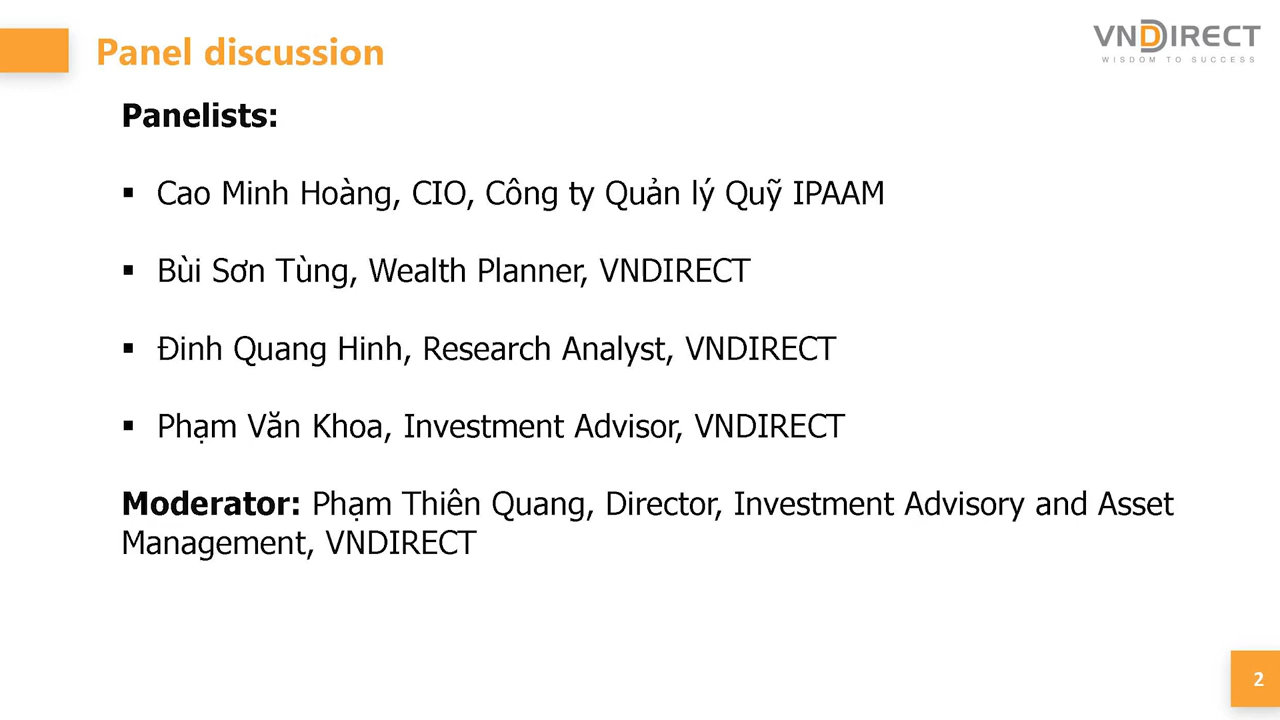 Panel discussion
VNDIRECT
WISDOM TO SUCCESS
Panelists:
▪ Cao Minh Hoàng, CIO, Công ty Quản lý Quỹ IPAAM
▪ Bùi Sơn Tùng, Wealth Planner, VNDIRECT
▪ Đinh Quang Hinh, Research Analyst, VNDIRECT
▪ Phạm Văn Khoa, Investment Advisor, VNDIRECT
Moderator: Phạm Thiên Quang, Director, Investment Advisory and Asset
Management, VNDIRECT
2